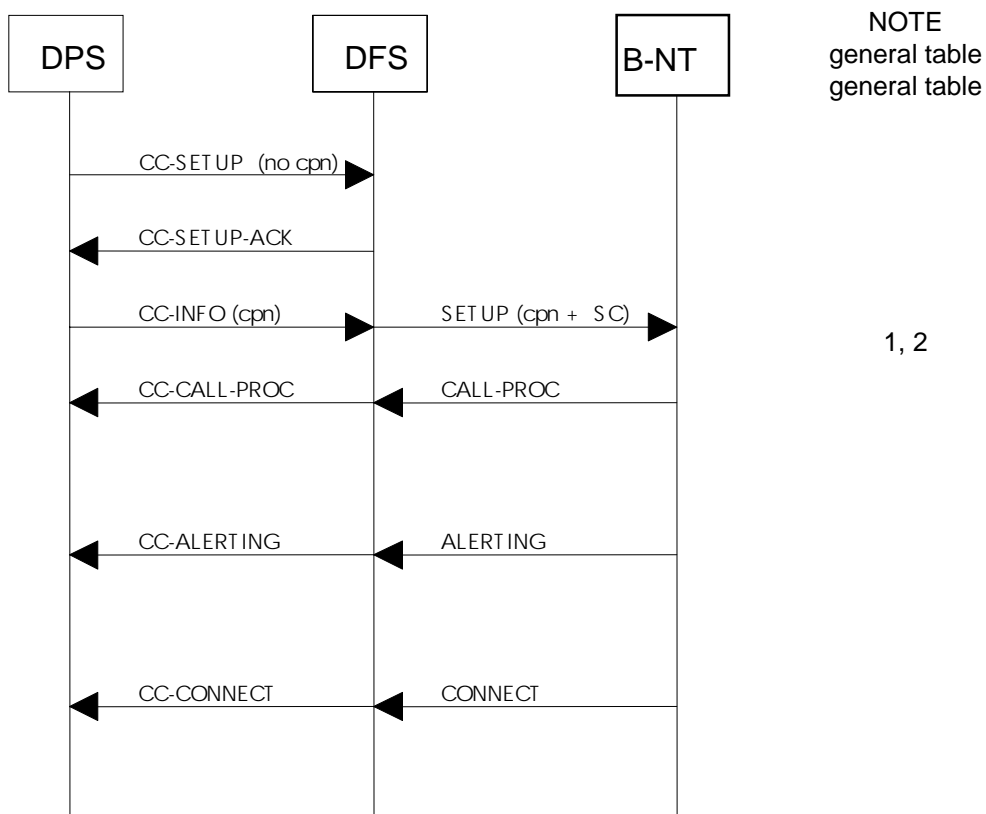 DPS
DFS
B-NT
NOTE
general table
general table
CC-SETUP (no cpn)
CC-SETUP-ACK
CC-INFO (cpn)
SETUP (cpn + SC)
1, 2
CC-CALL-PROC
CALL-PROC
CC-ALERTING
ALERTING
CC-CONNECT
CONNECT